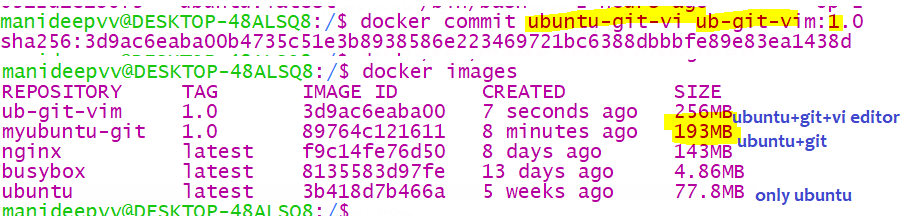 manideepvv@DESKTOP-48ALSQ8:/$ docker commit ubuntu-git-vi ub-git-vim:1.0
sha256:3d9ac6eaba00b4735c51e3b8938586e223469721bc6388dbbbfe89e83ea1438d
manideepvv@DESKTOP-48ALSQ8:/$ docker images
REPOSITORY TAG IMAGE ID CREATED SIZE
ub-git-vim 1.0 3d9ac6eaba00 7 seconds ago 256MB ubuntu+git+vi editor
myubuntu-git 1.0 89764c121611 8 minutes ago 193MB ubuntu+git
nginx latest f9c14fe76d50 8 days ago 143MB
busybox latest 8135583d97fe 13 days ago 4.86MB
ubuntu latest 3b418d7b466a 5 weeks ago 77.8MB only ubuntu
manideepvv@DESKTOP-48ALSQ8:/$